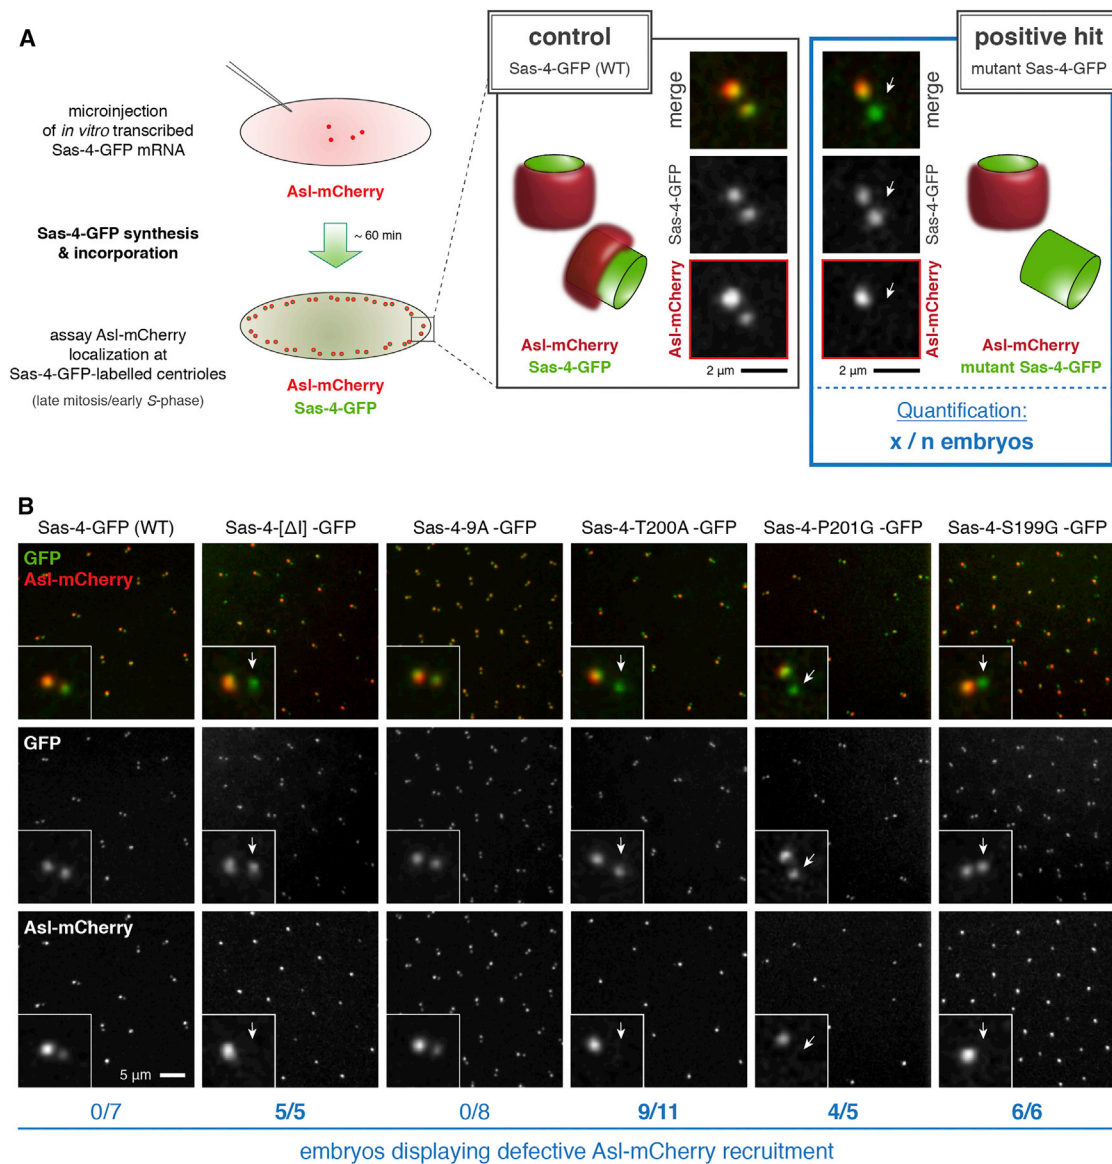 A
microinjection
of in vitro transcribed
Sas-4-GFP mRNA
Asl-mCherry
Sas-4-GFP synthesis
& incorporation
~ 60 min
assay Asl-mCherry
localization at
Sas-4-GFP-labelled centrioles
(late mitosis/early S-phase)
Asl-mCherry
Sas-4-GFP
control
Sas-4-GFP (WT)
merge
Sas-4-GFP
Asl-mCherry
Asl-mCherry
Sas-4-GFP
2 µm
positive hit
mutant Sas-4-GFP
merge
Sas-4-GFP
Asl-mCherry
Asl-mCherry
mutant Sas-4-GFP
2 µm
Quantification:
x / n embryos
B
Sas-4-GFP (WT) Sas-4-[ΔI] -GFP Sas-4-9A -GFP Sas-4-T200A -GFP Sas-4-P201G -GFP Sas-4-S199G -GFP
GFP
Asl-mCherry
GFP
Asl-mCherry
5 µm
0/7 5/5 0/8 9/11 4/5 6/6
embryos displaying defective Asl-mCherry recruitment